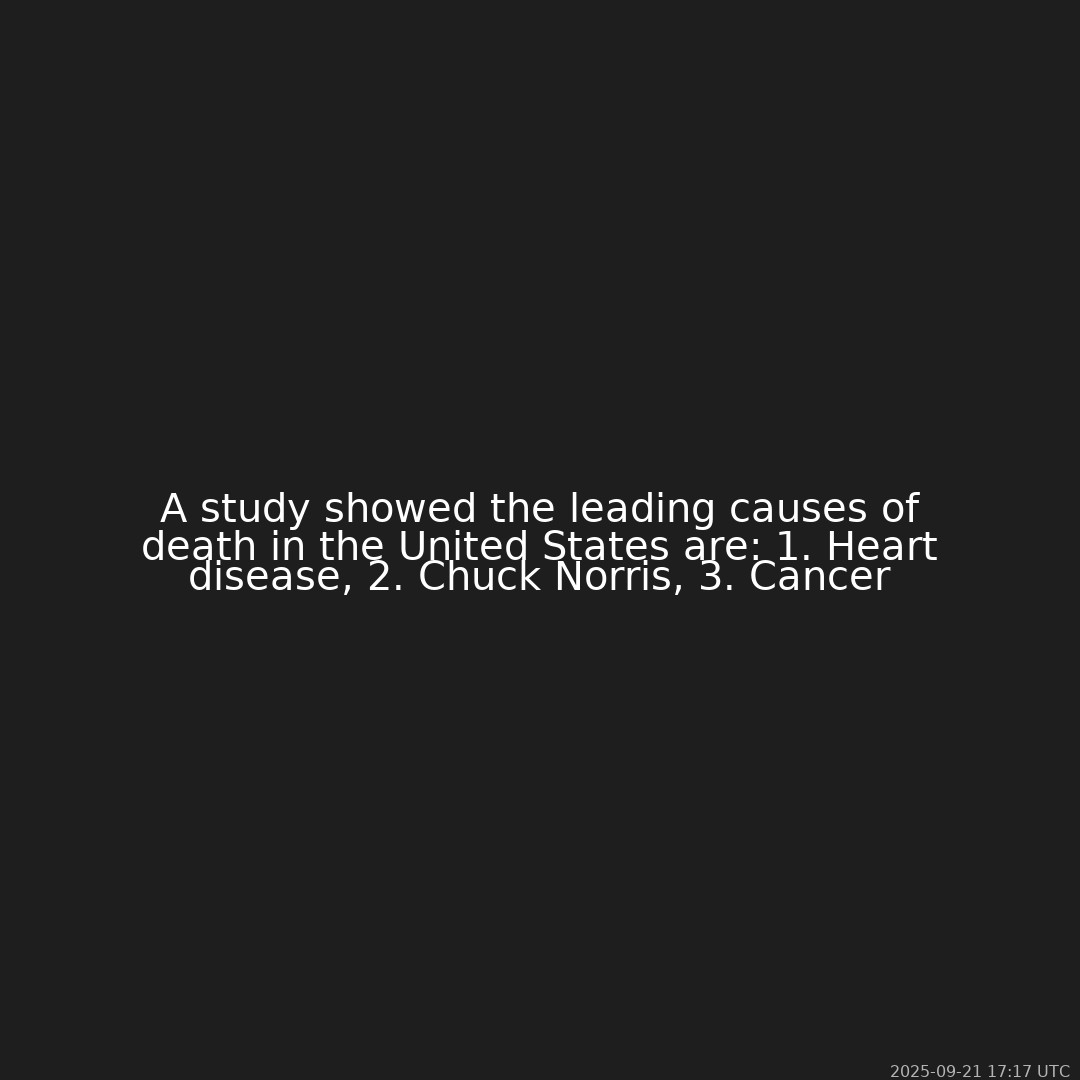 A study showed the leading causes of
death in the United States are: 1. Heart
disease, 2. Chuck Norris, 3. Cancer
2025-09-21 17:17 UTC